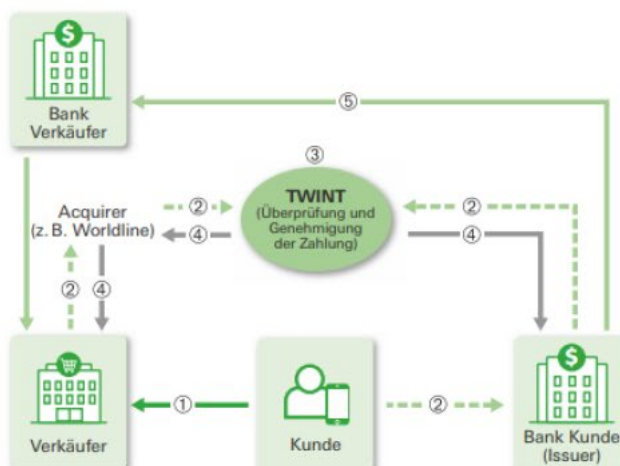 $
⑤
Bank
Verkäufer
③
②
TWINT
(Überprüfung und
Genehmigung
der Zahlung)
②
Acquirer
(z. B. Worldline)
④
④
②
④
$
①
②
Verkäufer
Kunde
Bank Kunde
(Issuer)